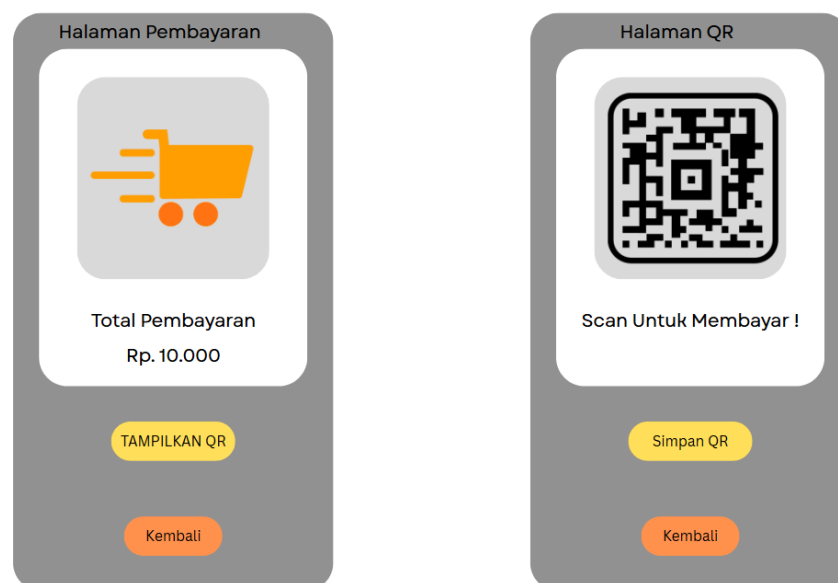 Halaman Pembayaran
Total Pembayaran
Rp. 10.000
TAMPILKAN QR
Kembali
Halaman QR
Scan Untuk Membayar !
Simpan QR
Kembali